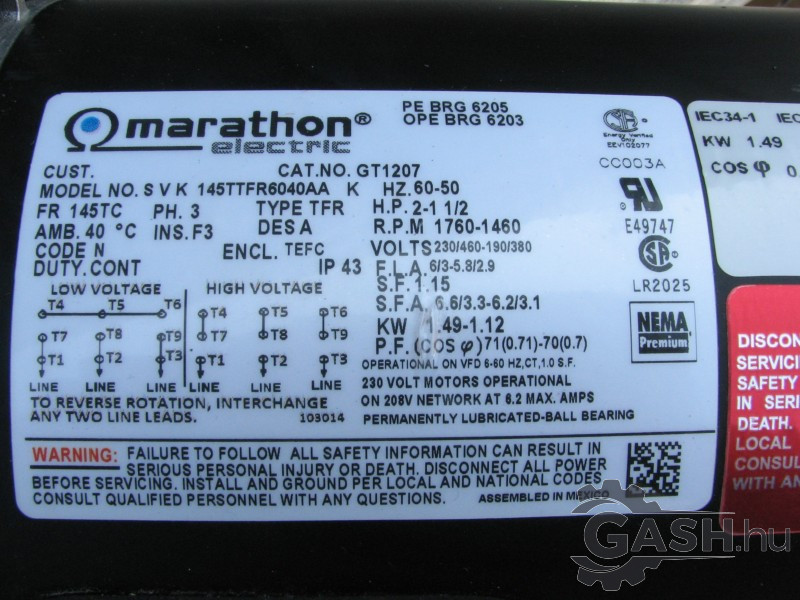 marathon®
electric
PE BRG 6205
OPE BRG 6203
Energy Verified
Only
EEV102077
CC003A
CUST.
CAT.NO. GT1207
MODEL NO. S V K 145TTFR6040AA K HZ. 60-50
FR 145TC PH. 3 TYPE TFR H.P. 2-1 1/2
AMB. 40 °C INS. F3 DES A R.P.M 1760-1460
CODE N ENCL. TEFC VOLTS 230/460-190/380
DUTY. CONT IP 43 F.L.A. 6/3-5.8/2.9
S.F. 1.15
S.F.A. 6.6/3.3-6.2/3.1
KW 1.49-1.12
P.F. (COS φ) 71(0.71)-70(0.7)
OPERATIONAL ON VFD 6-60 HZ,CT,1.0 S.F.
230 VOLT MOTORS OPERATIONAL
ON 208V NETWORK AT 6.2 MAX. AMPS
PERMANENTLY LUBRICATED-BALL BEARING
E49747
LR2025
NEMA
Premium
LOW VOLTAGE HIGH VOLTAGE
T4 T5 T6 T4 T5 T6
T7 T8 T9 T7 T8 T9
T1 T2 T3 T1 T2 T3
LINE LINE LINE LINE LINE LINE
TO REVERSE ROTATION, INTERCHANGE
ANY TWO LINE LEADS. 103014
WARNING: FAILURE TO FOLLOW ALL SAFETY INFORMATION CAN RESULT IN
SERIOUS PERSONAL INJURY OR DEATH. DISCONNECT ALL POWER
BEFORE SERVICING. INSTALL AND GROUND PER LOCAL AND NATIONAL CODES
CONSULT QUALIFIED PERSONNEL WITH ANY QUESTIONS. ASSEMBLED IN MEXICO
IEC34-1 IEC
KW 1.49
COS φ 0.
DISCON
SERVICI
SAFETY
IN SERI
DEATH.
LOCAL
CONSUL
WITH AN
GASH.hu